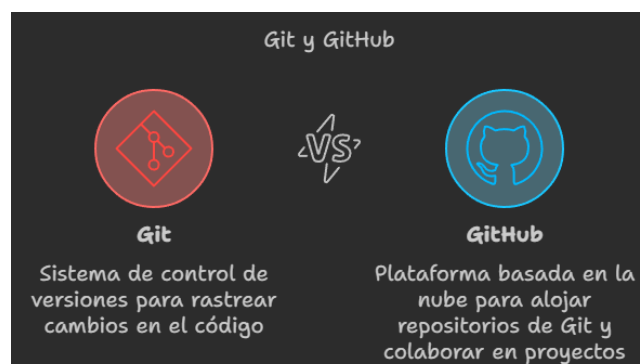 Git y GitHub
VS
Git
Sistema de control de
versiones para rastrear
cambios en el código
GitHub
Plataforma basada en la
nube para alojar
repositorios de Git y
colaborar en proyectos